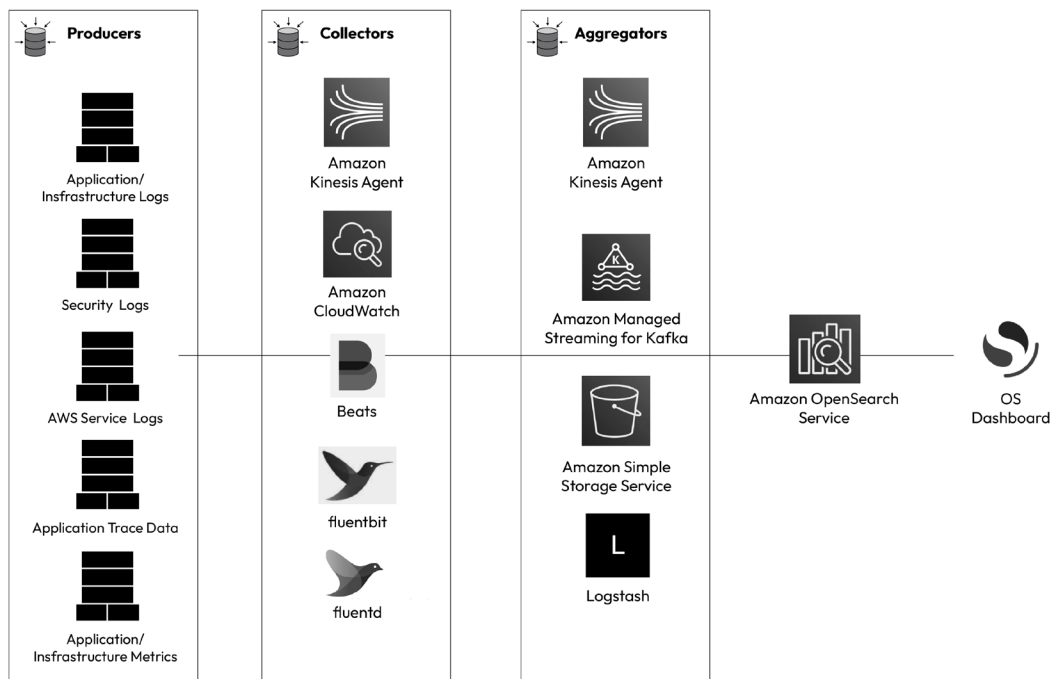 Producers
Application/
Insfrastructure Logs
Security Logs
AWS Service Logs
Application Trace Data
Application/
Insfrastructure Metrics
Collectors
Amazon
Kinesis Agent
Amazon
CloudWatch
Beats
fluentbit
fluentd
Aggregators
Amazon
Kinesis Agent
K
Amazon Managed
Streaming for Kafka
Amazon Simple
Storage Service
L
Logstash
Amazon OpenSearch
Service
OS
Dashboard